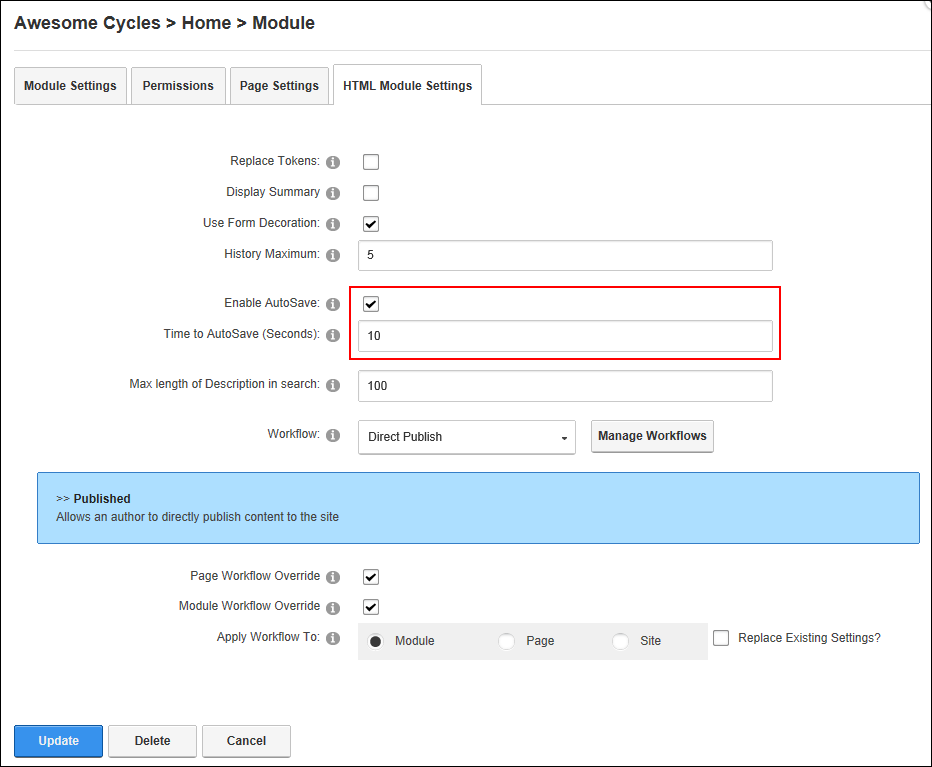 Awesome Cycles > Home > Module
Module Settings Permissions Page Settings HTML Module Settings
Replace Tokens:
Display Summary
Use Form Decoration:
History Maximum: 5
Enable AutoSave:
Time to AutoSave (Seconds): 10
Max length of Description in search: 100
Workflow: Direct Publish Manage Workflows
>> Published
Allows an author to directly publish content to the site
Page Workflow Override
Module Workflow Override
Apply Workflow To: Module Page Site Replace Existing Settings?
Update Delete Cancel